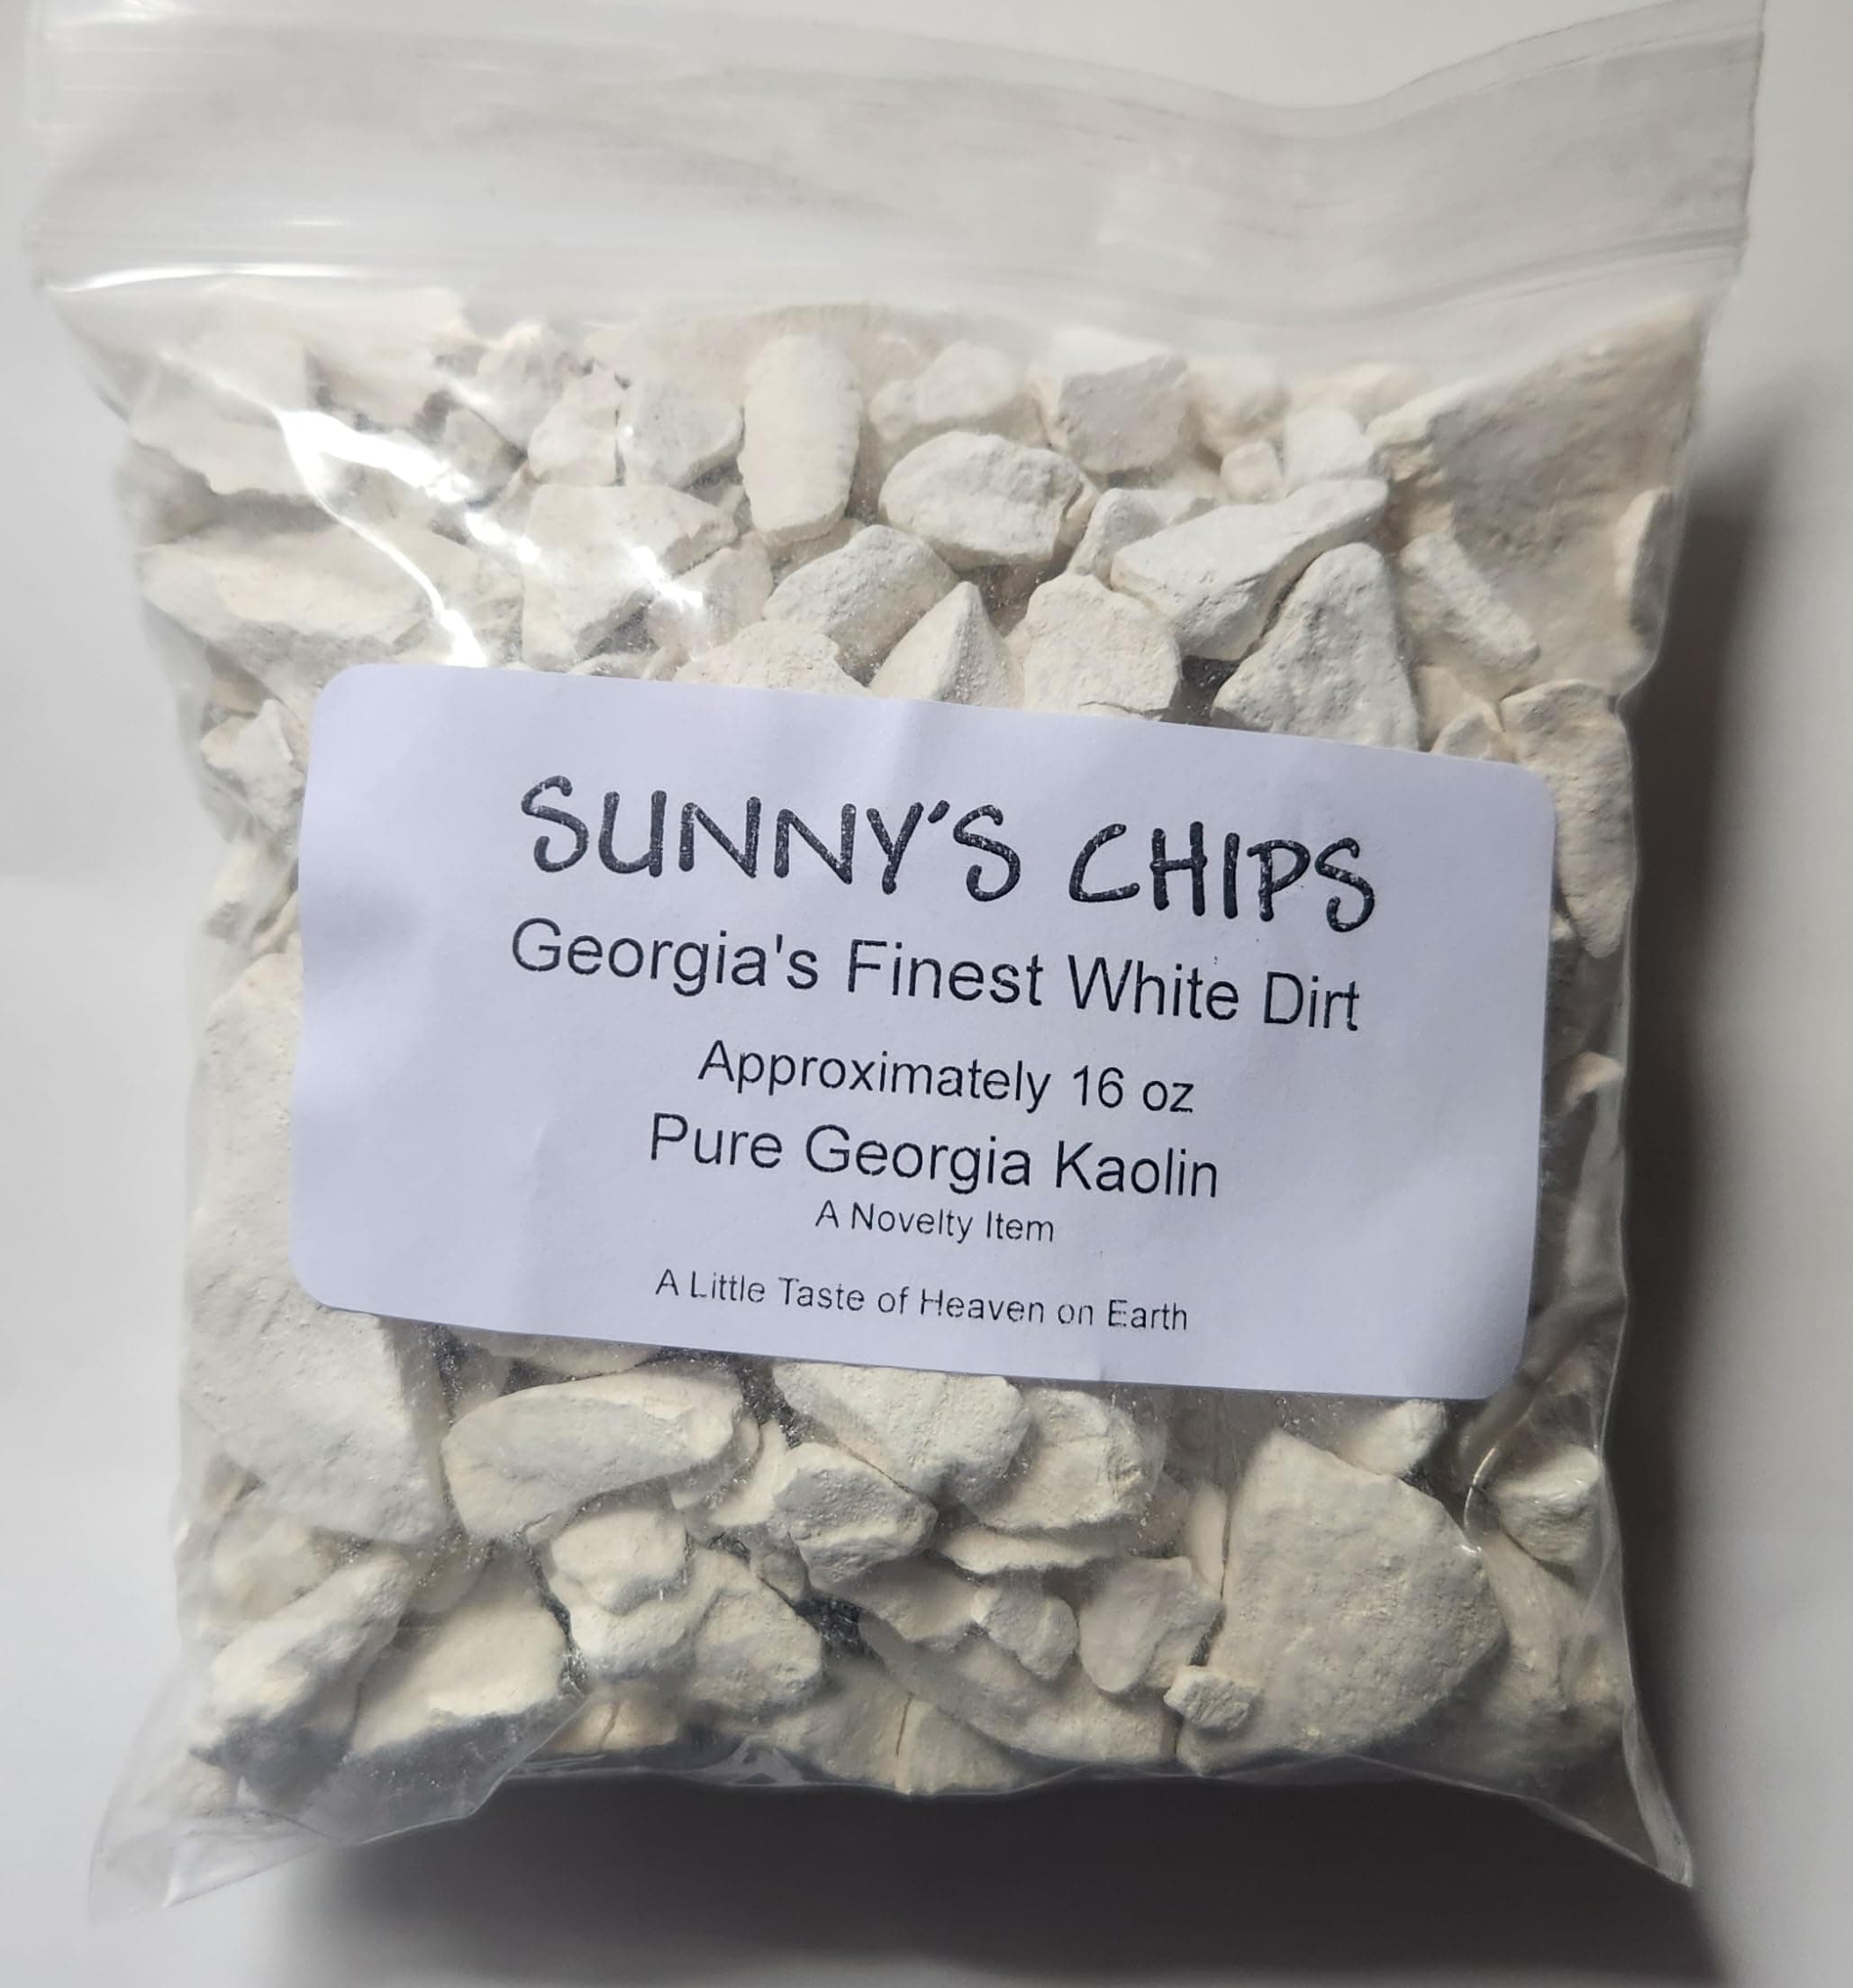 SUNNY'S CHIPS
Georgia's Finest White Dirt
Approximately 16 oz
Pure Georgia Kaolin
A Novelty Item
A Little Taste of Heaven on Earth